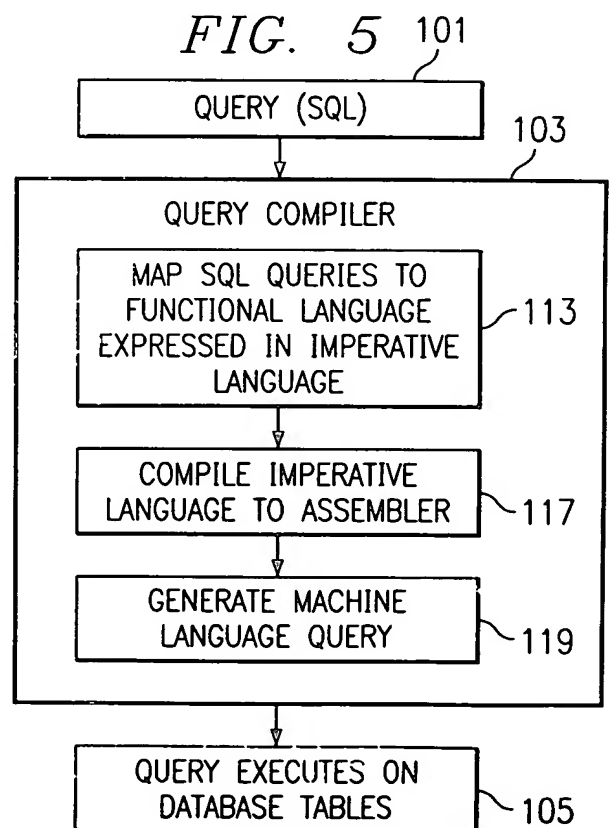 FIG. 5
101
QUERY (SQL)
103
QUERY COMPILER
MAP SQL QUERIES TO
FUNCTIONAL LANGUAGE
EXPRESSED IN IMPERATIVE
LANGUAGE
113
COMPILE IMPERATIVE
LANGUAGE TO ASSEMBLER
117
GENERATE MACHINE
LANGUAGE QUERY
119
QUERY EXECUTES ON
DATABASE TABLES
105